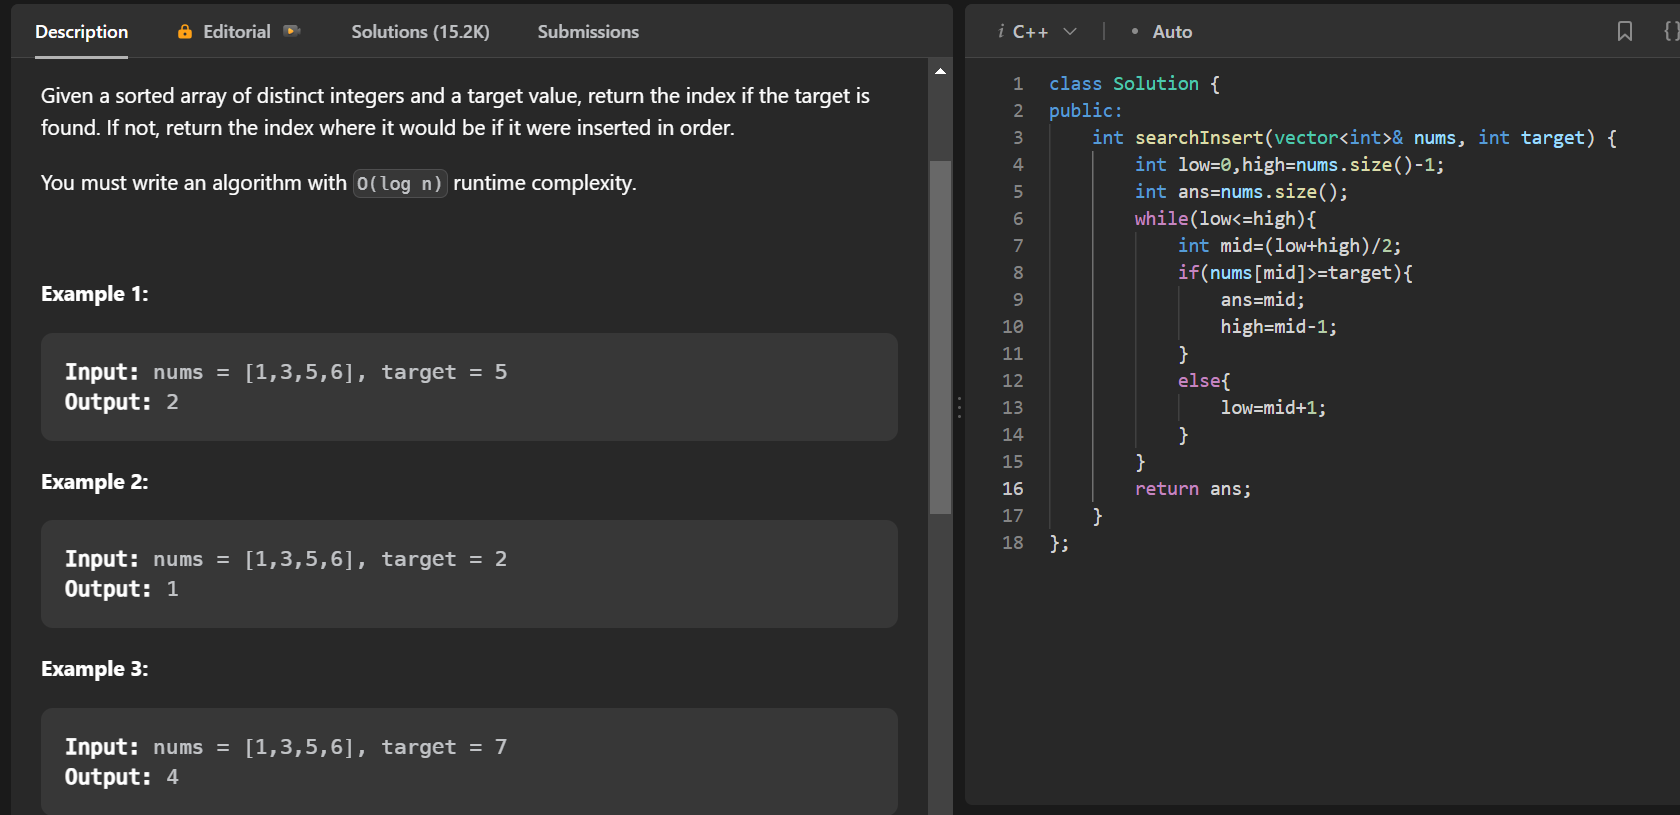 Description Editorial Solutions (15.2K) Submissions
Given a sorted array of distinct integers and a target value, return the index if the target is
found. If not, return the index where it would be if it were inserted in order.
You must write an algorithm with O(log n) runtime complexity.
Example 1:
Input: nums = [1,3,5,6], target = 5
Output: 2
Example 2:
Input: nums = [1,3,5,6], target = 2
Output: 1
Example 3:
Input: nums = [1,3,5,6], target = 7
Output: 4
i C++ • Auto {}
1 class Solution {
2 public:
3     int searchInsert(vector<int>& nums, int target) {
4         int low=0,high=nums.size()-1;
5         int ans=nums.size();
6         while(low<=high){
7             int mid=(low+high)/2;
8             if(nums[mid]>=target){
9                 ans=mid;
10                 high=mid-1;
11             }
12             else{
13                 low=mid+1;
14             }
15         }
16         return ans;
17     }
18 };